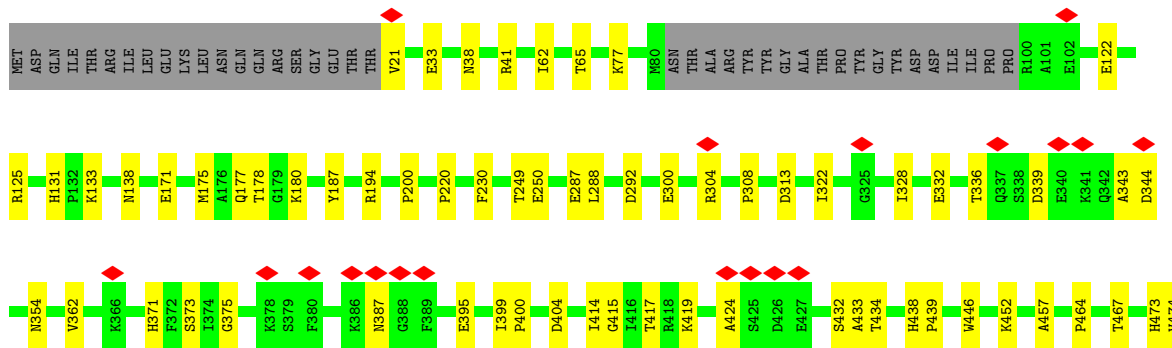 MET ASP GLN ILE THR ARG ILE LEU GLU LYS LEU ASN GLN GLN ARG SER GLY GLU THR THR V21 E33 N38 R41 I62 T65 K77 M80 ASN THR ALA ARG TYR TYR GLY ALA THR PRO TYR GLY TYR ASP ASP ILE ILE PRO PRO R100 A101 E102 E122
R125 H131 P132 K133 N138 E171 M175 A176 Q177 T178 G179 K180 Y187 R194 P200 P220 F230 T249 E250 E287 L288 D292 E300 R304 P308 D313 I322 G325 I328 E332 T336 Q337 S338 D339 E340 K341 Q342 A343 D344
N354 V362 K366 H371 F372 S373 I374 G375 K378 S379 F380 K386 N387 G388 F389 E395 I399 P400 D404 I414 G415 I416 T417 R418 K419 A424 S425 D426 E427 S432 A433 T434 H438 P439 W446 K452 A457 P464 T467 H473